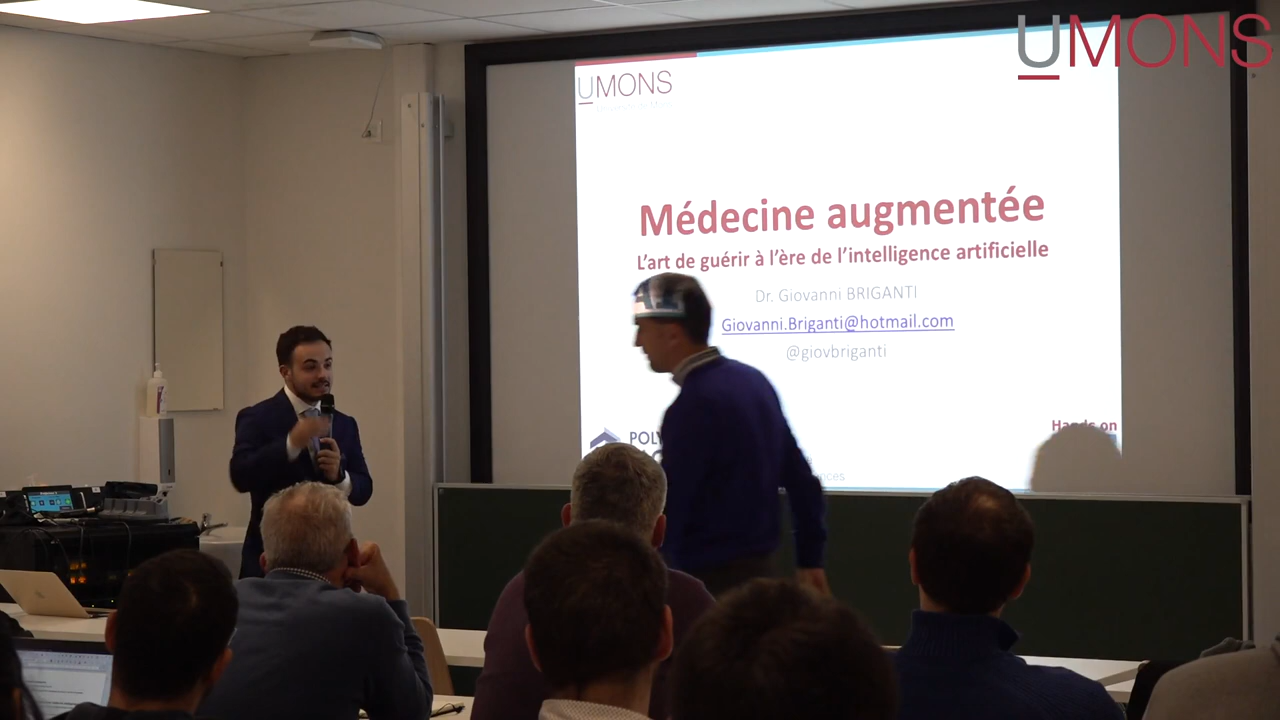 UMONS
UMONS
Médecine augmentée
L'art de guérir à l'ère de l'intelligence artificielle
Dr. Giovanni BRIGANTI
Giovanni.Briganti@hotmail.com
@giovbriganti
Hands on
POLY